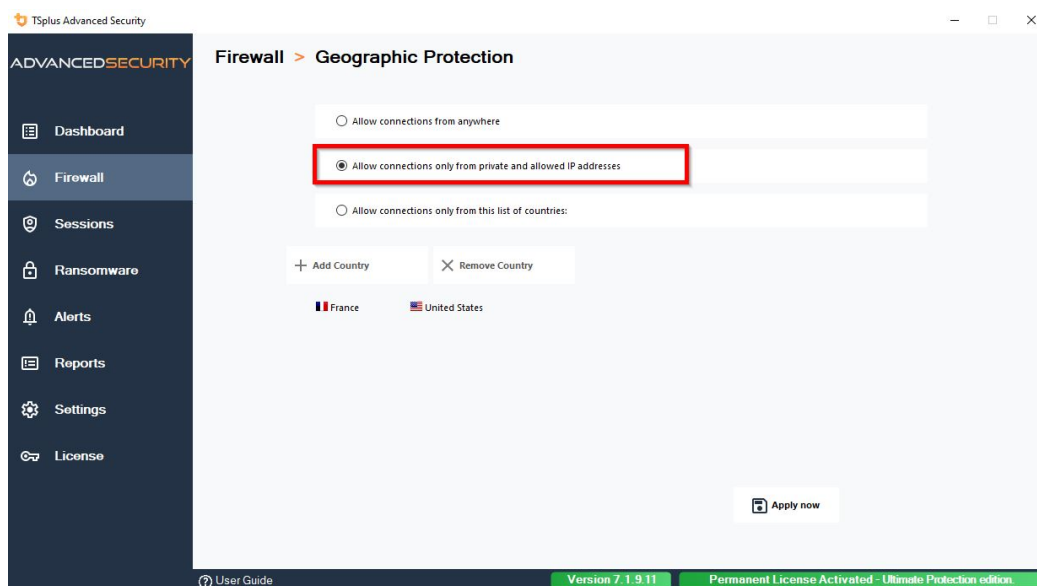 TSplus Advanced Security
ADVANCEDSECURITY
Dashboard
Firewall
Sessions
Ransomware
Alerts
Reports
Settings
License
Firewall > Geographic Protection
Allow connections from anywhere
Allow connections only from private and allowed IP addresses
Allow connections only from this list of countries:
Add Country Remove Country
France United States
Apply now
User Guide Version 7.1.9.11 Permanent License Activated - Ultimate Protection edition.